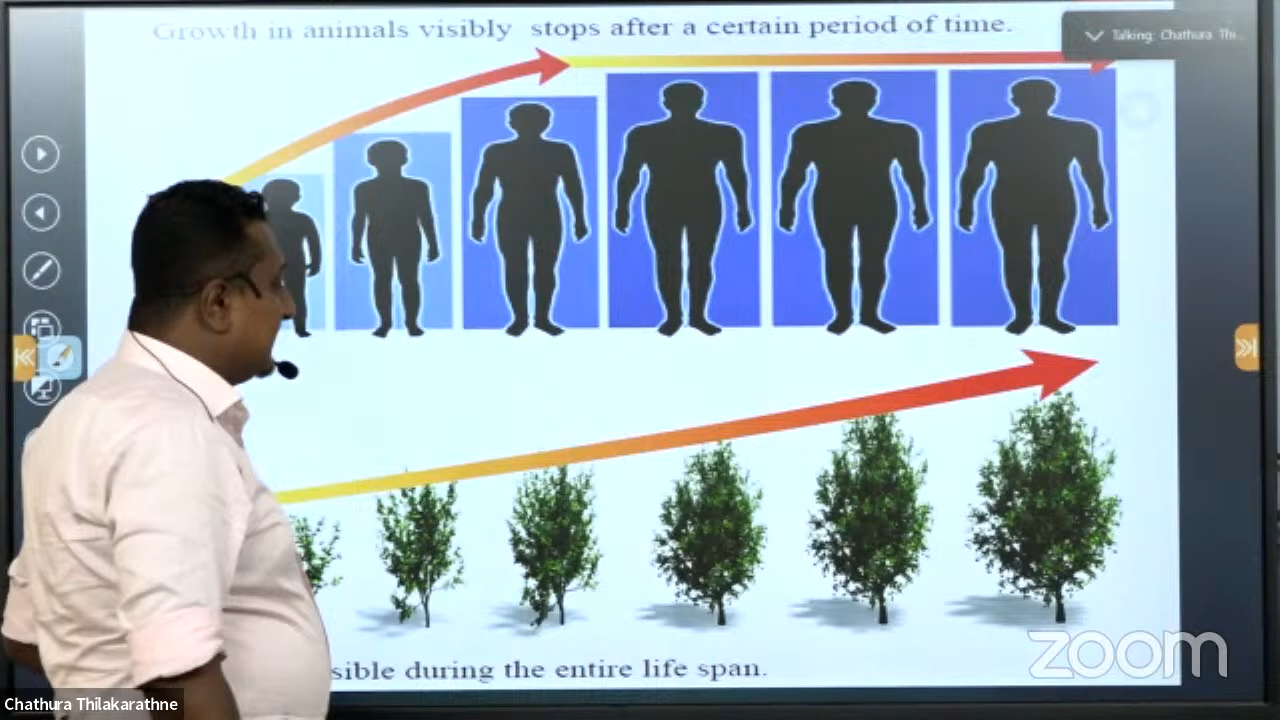 Growth in animals visibly stops after a certain period of time.
Talking: Chathura Thi...
sible during the entire life span.
zoom
Chathura Thilakarathne